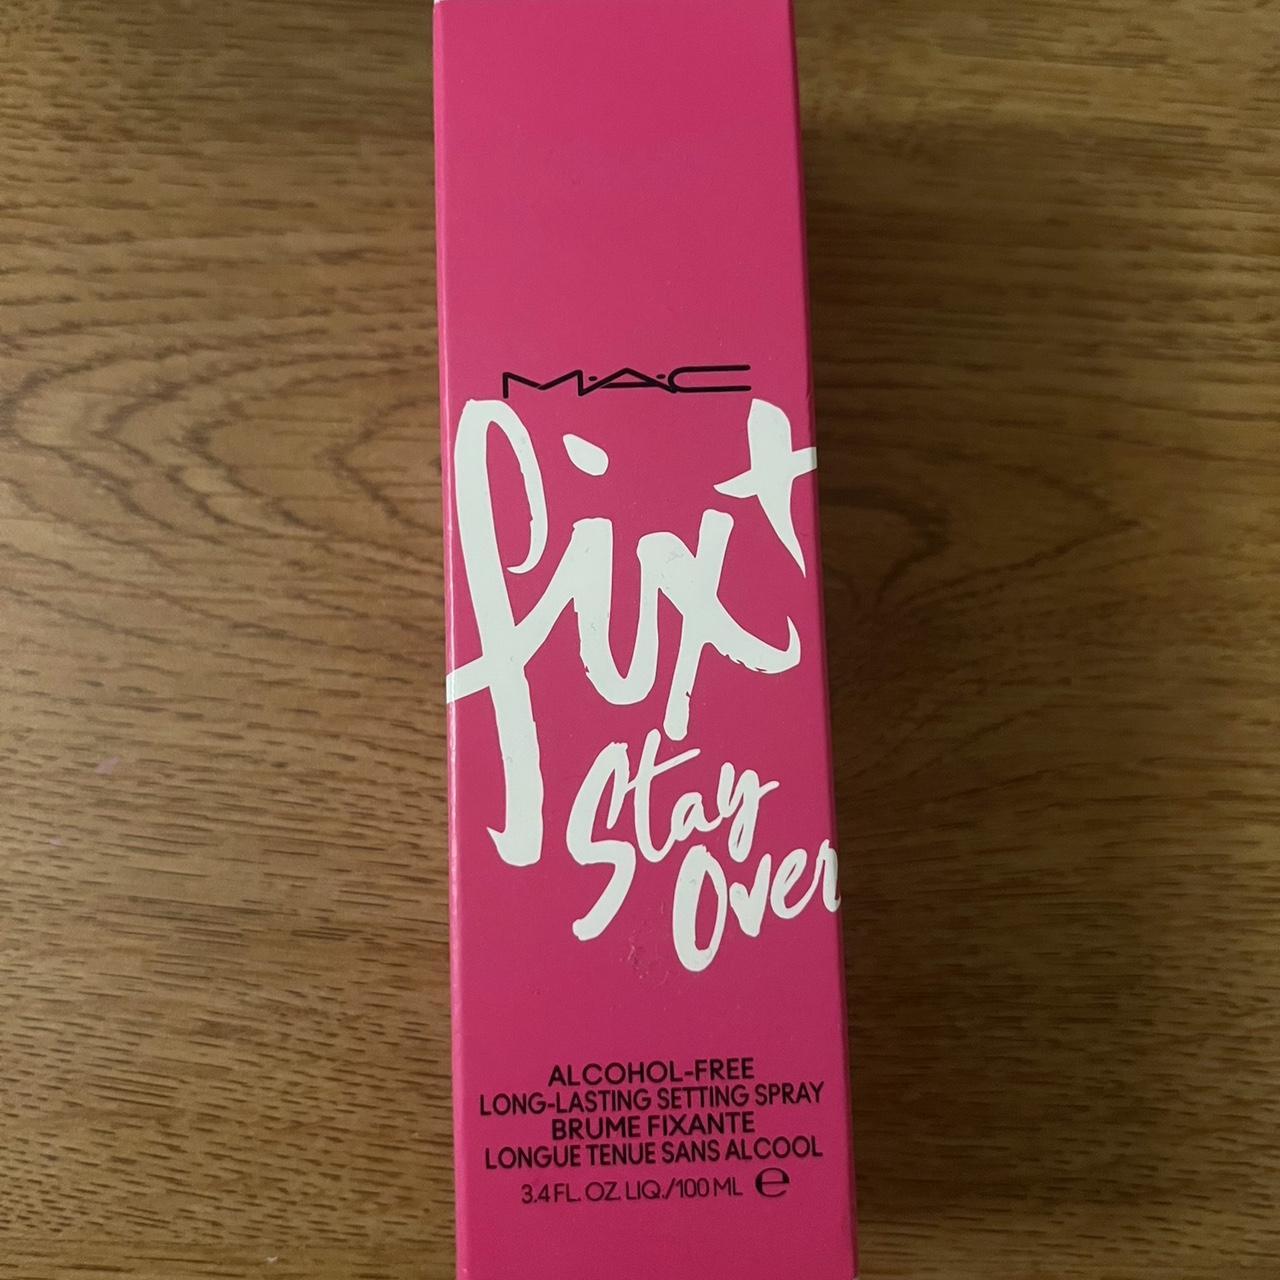 M·A·C
fix+
Stay
Over
ALCOHOL-FREE
LONG-LASTING SETTING SPRAY
BRUME FIXANTE
LONGUE TENUE SANS ALCOOL
3.4 FL. OZ. LIQ./100 ML ℮